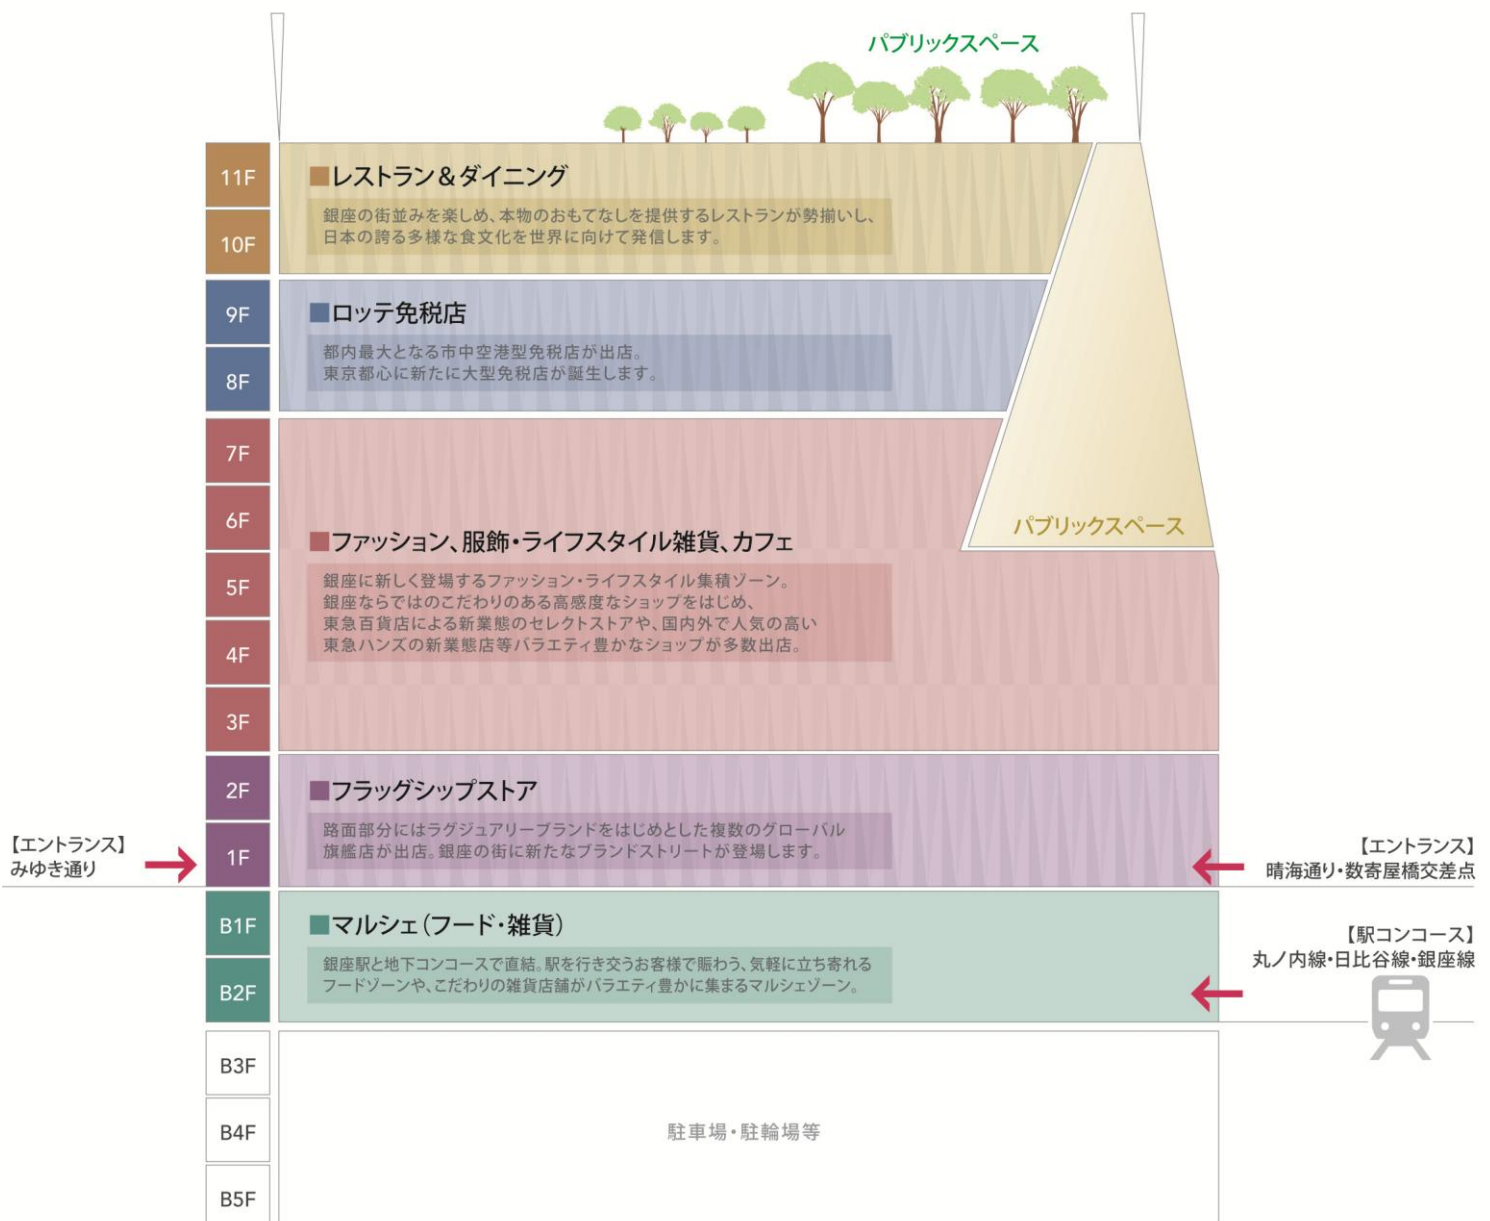 パブリックスペース
11F
■レストラン&ダイニング
銀座の街並みを楽しめ、本物のおもてなしを提供するレストランが勢揃いし、
日本の誇る多様な食文化を世界に向けて発信します。
10F
9F
■ロッテ免税店
都内最大となる市中空港型免税店が出店。
東京都心に新たに大型免税店が誕生します。
8F
7F
6F
パブリックスペース
■ファッション、服飾・ライフスタイル雑貨、カフェ
銀座に新しく登場するファッション・ライフスタイル集積ゾーン。
銀座ならではのこだわりのある高感度なショップをはじめ、
東急百貨店による新業態のセレクトストアや、国内外で人気の高い
東急ハンズの新業態店等バラエティ豊かなショップが多数出店。
5F
4F
3F
2F
■フラッグシップストア
路面部分にはラグジュアリーブランドをはじめとした複数のグローバル
旗艦店が出店。銀座の街に新たなブランドストリートが登場します。
1F
【エントランス】
みゆき通り
【エントランス】
晴海通り・数寄屋橋交差点
B1F
■マルシェ（フード・雑貨）
銀座駅と地下コンコースで直結。駅を行き交うお客様で賑わう、気軽に立ち寄れる
フードゾーンや、こだわりの雑貨店舗がバラエティ豊かに集まるマルシェゾーン。
B2F
【駅コンコース】
丸ノ内線・日比谷線・銀座線
B3F
B4F
駐車場・駐輪場等
B5F